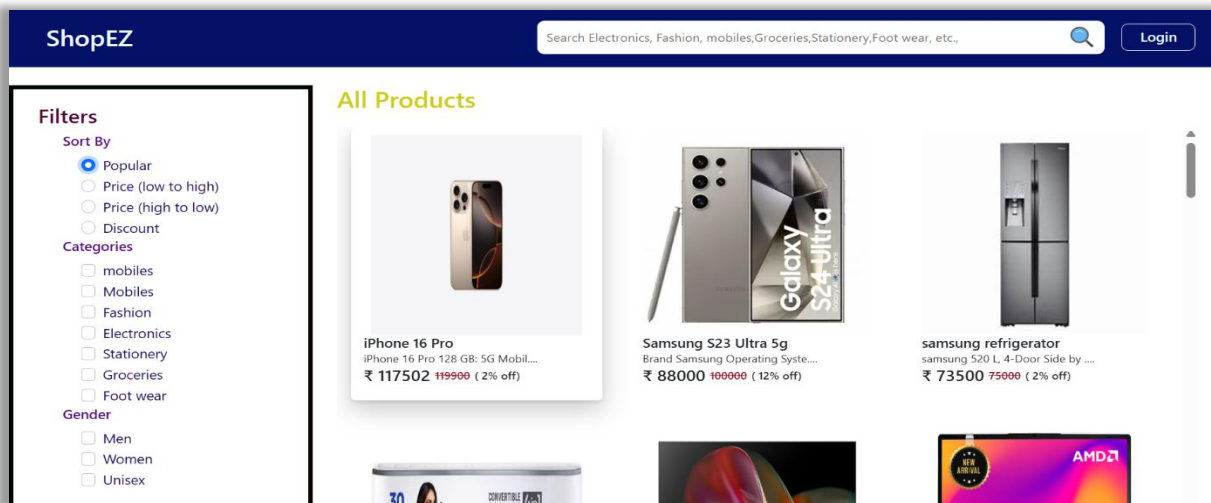 ShopEZ
Search Electronics, Fashion, mobiles,Groceries,Stationery,Foot wear, etc.,
Login
Filters
Sort By
Popular
Price (low to high)
Price (high to low)
Discount
Categories
mobiles
Mobiles
Fashion
Electronics
Stationery
Groceries
Foot wear
Gender
Men
Women
Unisex
All Products
Galaxy
S24 Ultra
iPhone 16 Pro
iPhone 16 Pro 128 GB: 5G Mobil....
₹ 117502 119900 ( 2% off)
Samsung S23 Ultra 5g
Brand Samsung Operating Syste....
₹ 88000 100000 ( 12% off)
samsung refrigerator
samsung 520 L, 4-Door Side by ....
₹ 73500 75000 ( 2% off)
30
CONVERTIBLE
NEW
ARRIVAL
AMD